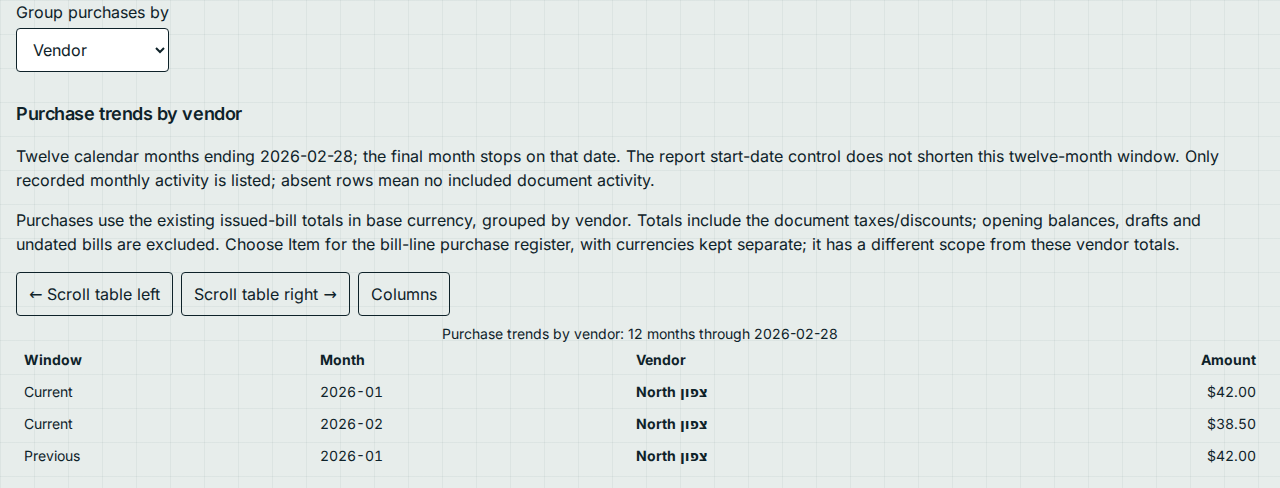 Group purchases by
Vendor
Purchase trends by vendor
Twelve calendar months ending 2026-02-28; the final month stops on that date. The report start-date control does not shorten this twelve-month window. Only
recorded monthly activity is listed; absent rows mean no included document activity.
Purchases use the existing issued-bill totals in base currency, grouped by vendor. Totals include the document taxes/discounts; opening balances, drafts and
undated bills are excluded. Choose Item for the bill-line purchase register, with currencies kept separate; it has a different scope from these vendor totals.
← Scroll table left Scroll table right → Columns
Purchase trends by vendor: 12 months through 2026-02-28
Window Month Vendor Amount
Current 2026-01 North צפון $42.00
Current 2026-02 North צפון $38.50
Previous 2026-01 North צפון $42.00